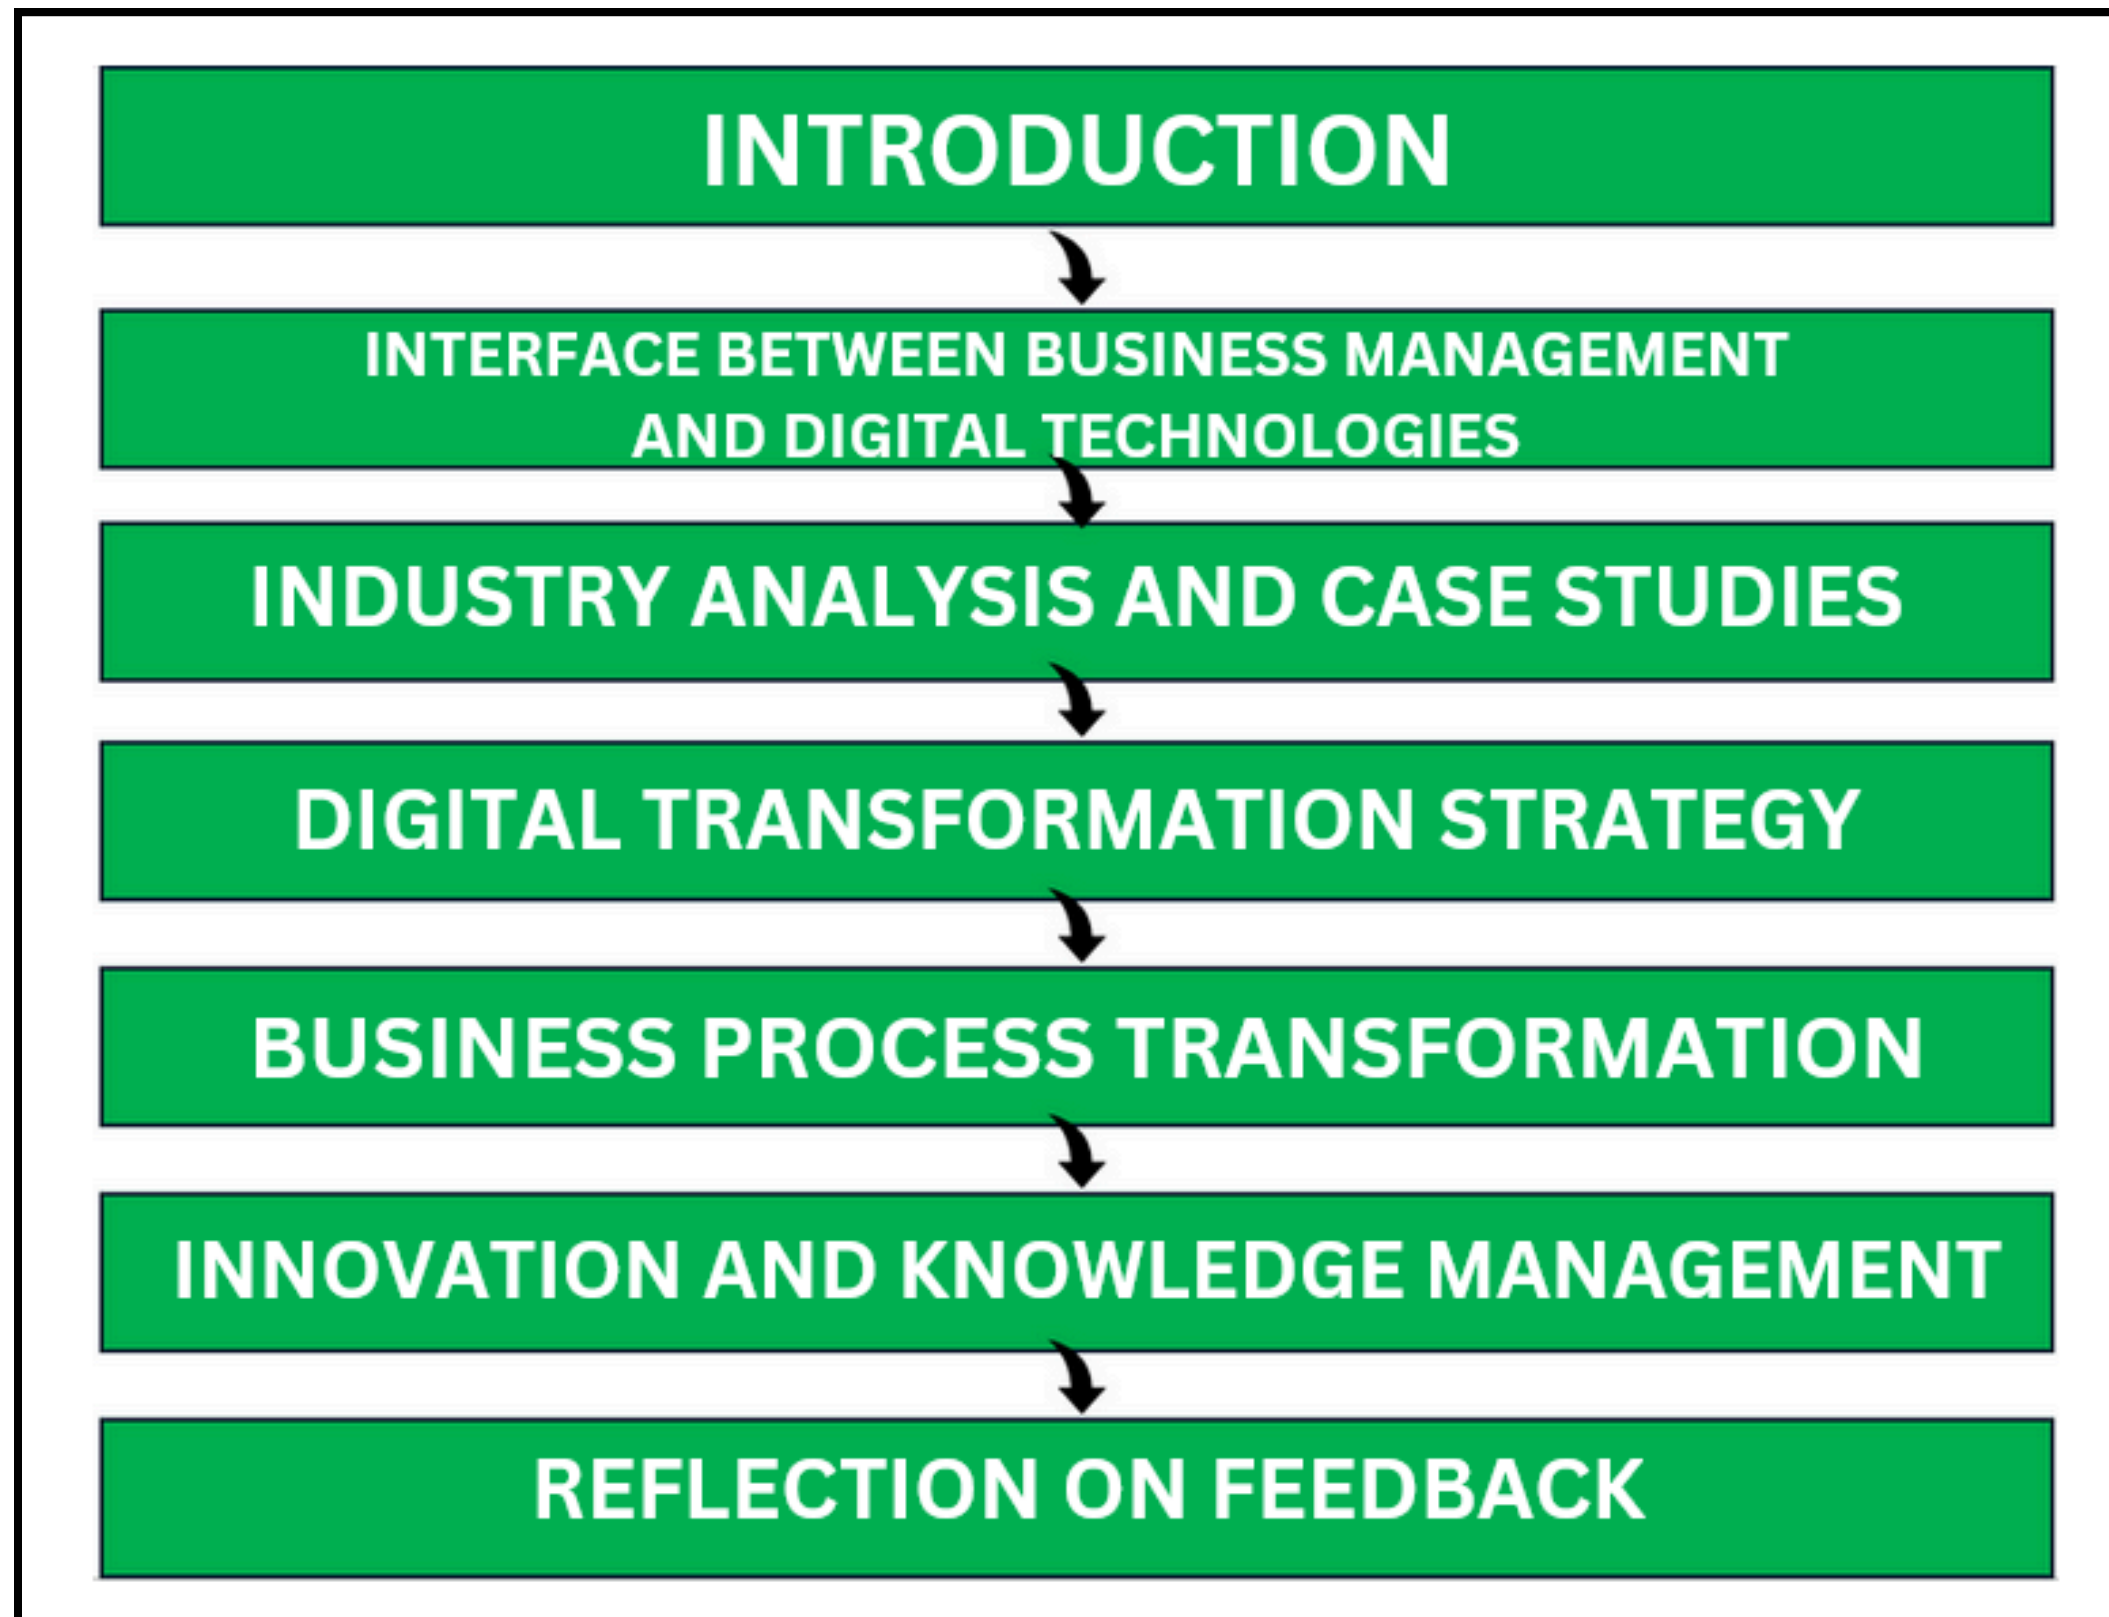 INTRODUCTION
INTERFACE BETWEEN BUSINESS MANAGEMENT
AND DIGITAL TECHNOLOGIES
INDUSTRY ANALYSIS AND CASE STUDIES
DIGITAL TRANSFORMATION STRATEGY
BUSINESS PROCESS TRANSFORMATION
INNOVATION AND KNOWLEDGE MANAGEMENT
REFLECTION ON FEEDBACK